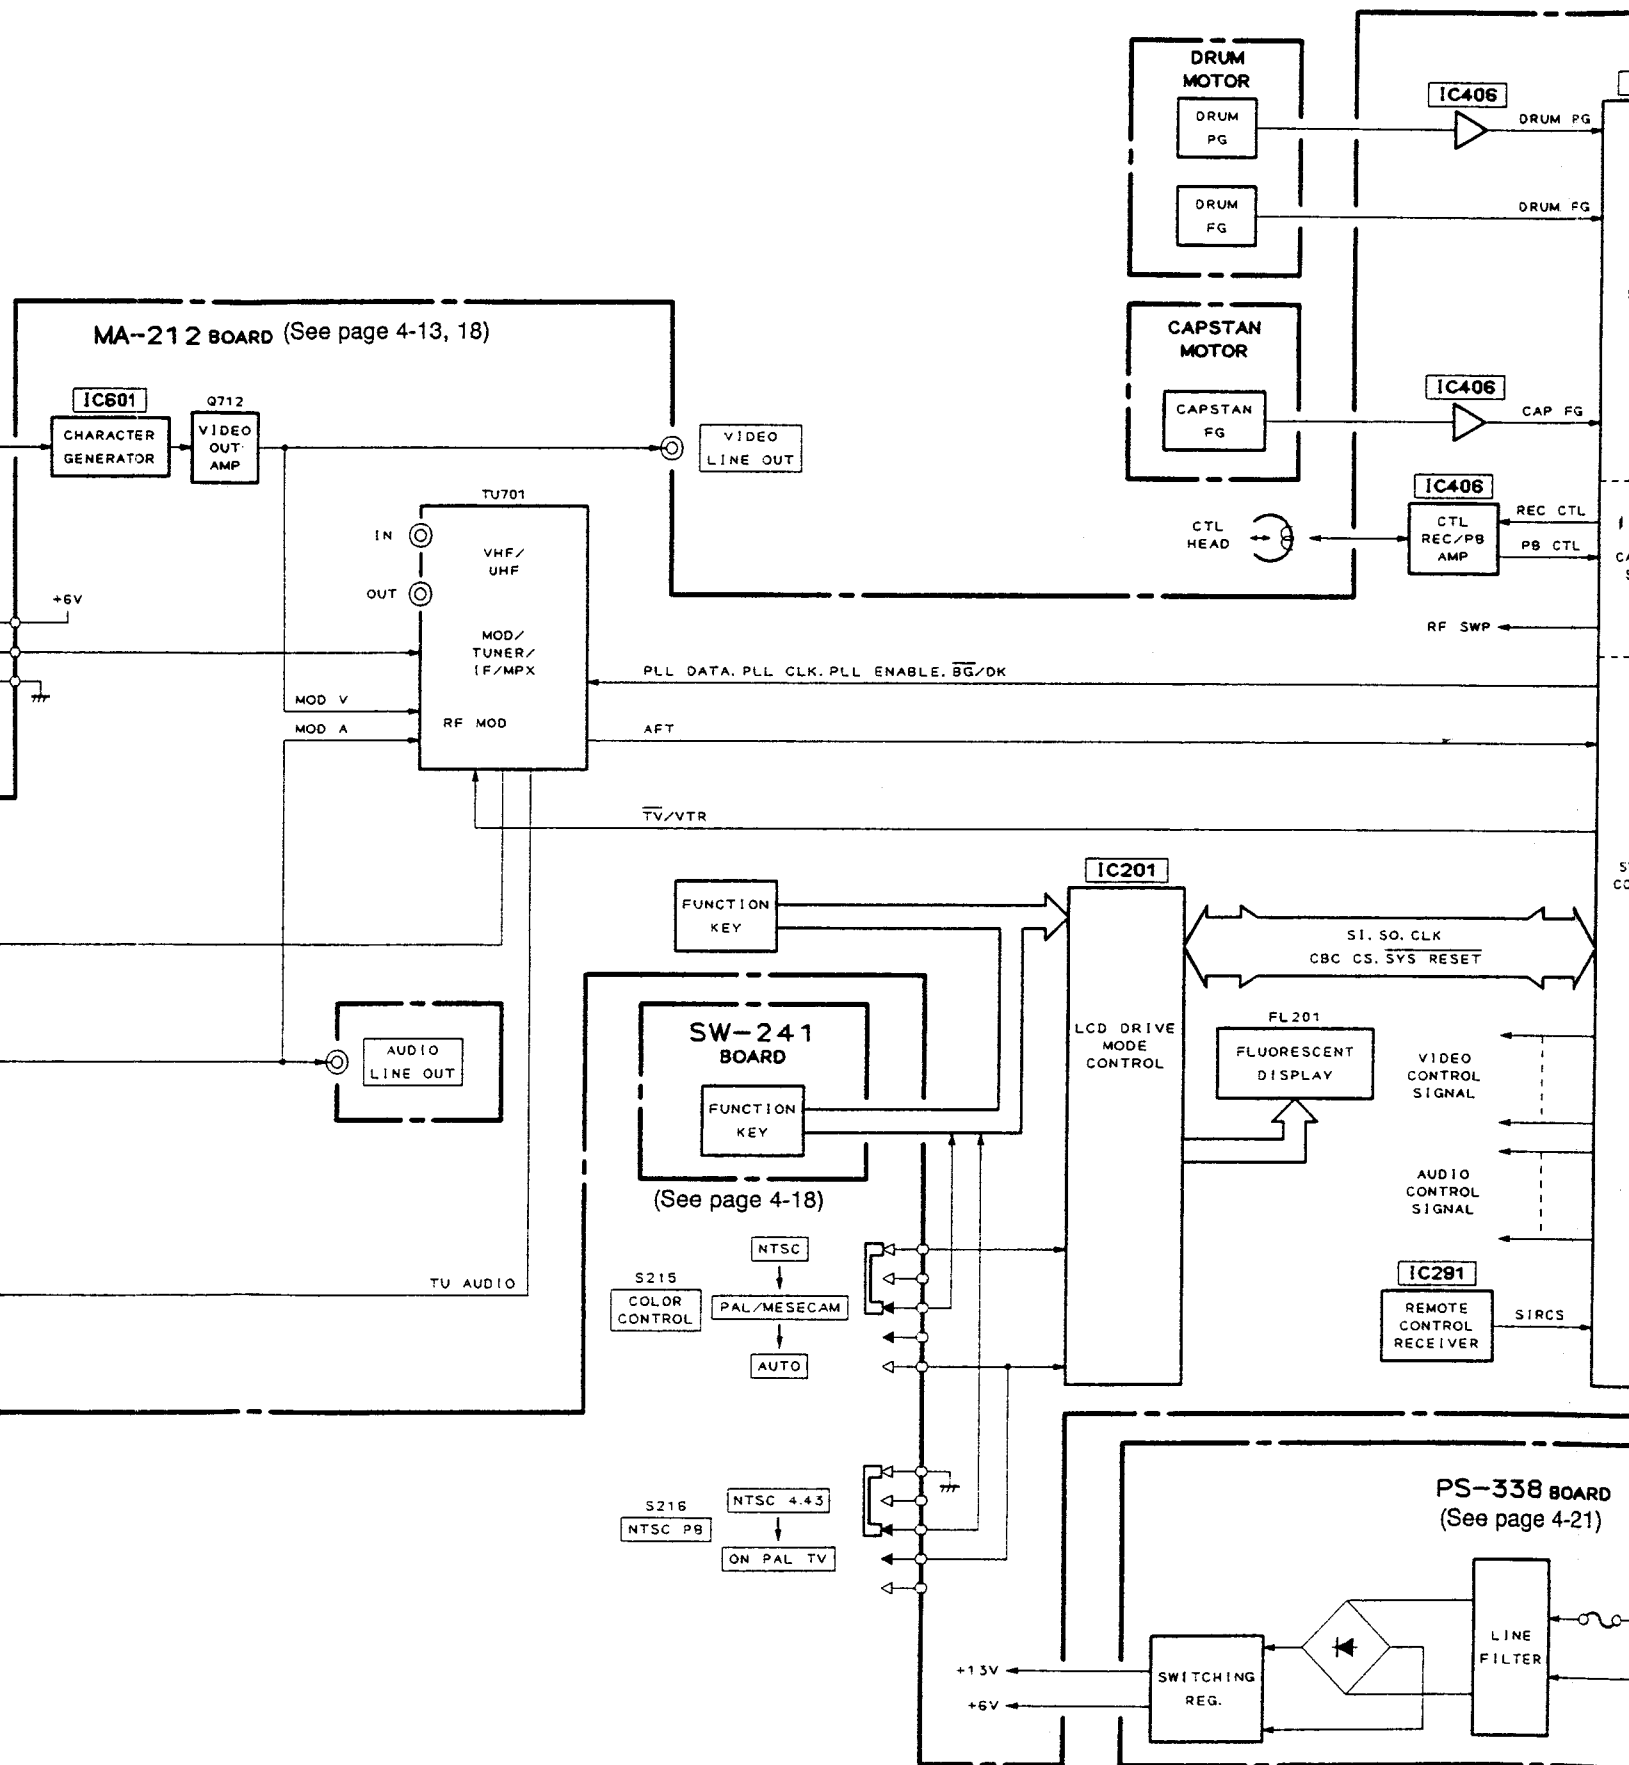 DRUM
MOTOR
DRUM
PG
IC406
DRUM PG
DRUM
FG
DRUM FG
MA-212 BOARD (See page 4-13, 18)
CAPSTAN
MOTOR
CAPSTAN
FG
IC406
CAP FG
IC601
CHARACTER
GENERATOR
Q712
VIDEO
OUT
AMP
VIDEO
LINE OUT
TU701
IN
OUT
VHF/
UHF
MOD/
TUNER/
IF/MPX
RF MOD
CTL
HEAD
IC406
CTL
REC/PB
AMP
REC CTL
PB CTL
RF SWP
+6V
MOD V
MOD A
PLL DATA. PLL CLK. PLL ENABLE. BG/DK
AFT
TV/VTR
FUNCTION
KEY
IC201
LCD DRIVE
MODE
CONTROL
SI. SO. CLK
CBC CS. SYS RESET
SW-241
BOARD
FUNCTION
KEY
(See page 4-18)
FL201
FLUORESCENT
DISPLAY
VIDEO
CONTROL
SIGNAL
AUDIO
CONTROL
SIGNAL
AUDIO
LINE OUT
TU AUDIO
S215
COLOR
CONTROL
NTSC
PAL/MESECAM
AUTO
IC291
REMOTE
CONTROL
RECEIVER
SIRCS
S216
NTSC PB
NTSC 4.43
ON PAL TV
PS-338 BOARD
(See page 4-21)
LINE
FILTER
SWITCHING
REG.
+13V
+6V